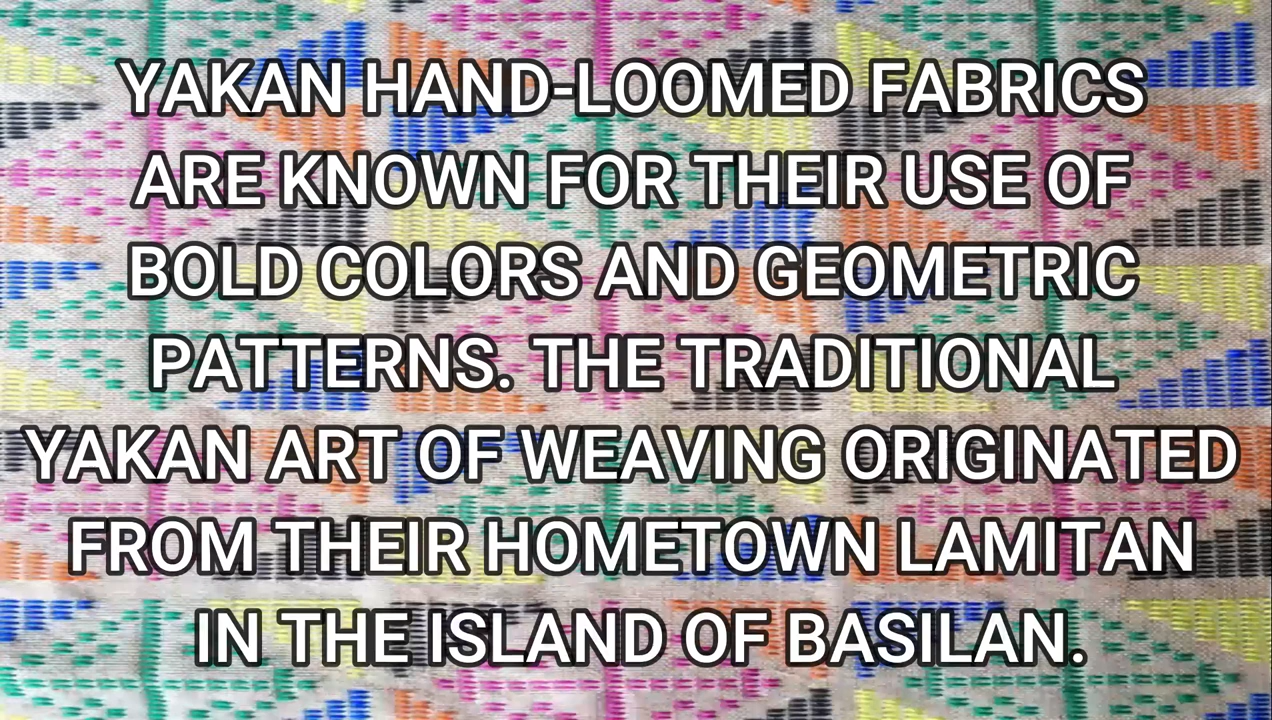 YAKAN HAND-LOOMED FABRICS
ARE KNOWN FOR THEIR USE OF
BOLD COLORS AND GEOMETRIC
PATTERNS. THE TRADITIONAL
YAKAN ART OF WEAVING ORIGINATED
FROM THEIR HOMETOWN LAMITAN
IN THE ISLAND OF BASILAN.